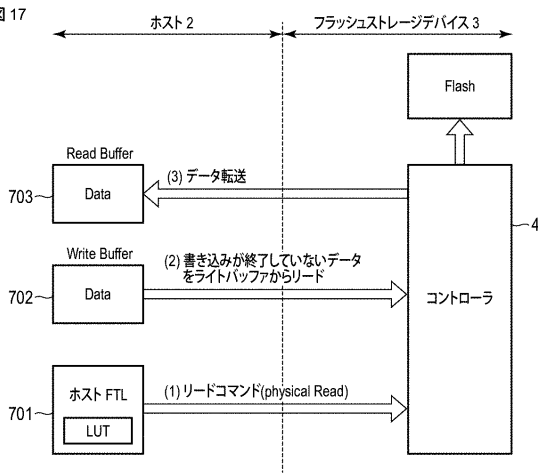 図 17
ホスト 2
フラッシュストレージデバイス 3
Flash
Read Buffer
703
Data
(3) データ転送
4
Write Buffer
702
Data
(2) 書き込みが終了していないデータ
をライトバッファからリード
コントローラ
701
ホスト FTL
LUT
(1) リードコマンド(physical Read)